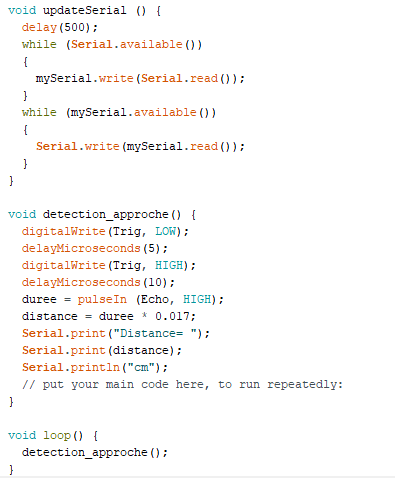 void updateSerial () {
delay(500);
while (Serial.available())
{
mySerial.write(Serial.read());
}
while (mySerial.available())
{
Serial.write(mySerial.read());
}
}
void detection_approche() {
digitalWrite(Trig, LOW);
delayMicroseconds(5);
digitalWrite(Trig, HIGH);
delayMicroseconds(10);
duree = pulseIn (Echo, HIGH);
distance = duree * 0.017;
Serial.print("Distance= ");
Serial.print(distance);
Serial.println("cm");
// put your main code here, to run repeatedly:
}
void loop() {
detection_approche();
}